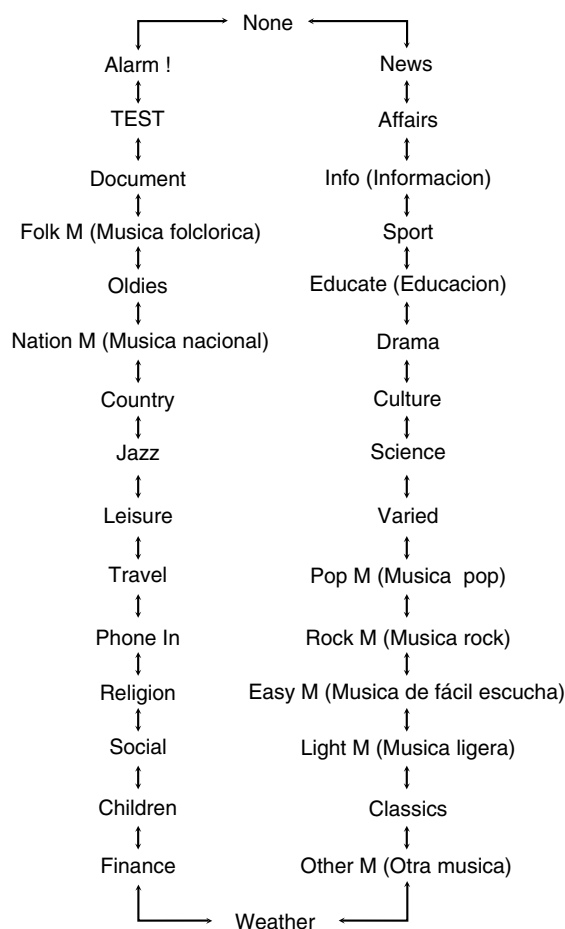 None
Alarm !
News
TEST
Affairs
Document
Info (Informacion)
Folk M (Musica folclorica)
Sport
Oldies
Educate (Educacion)
Nation M (Musica nacional)
Drama
Country
Culture
Jazz
Science
Leisure
Varied
Travel
Pop M (Musica  pop)
Phone In
Rock M (Musica rock)
Religion
Easy M (Musica de fácil escucha)
Social
Light M (Musica ligera)
Children
Classics
Finance
Other M (Otra musica)
Weather